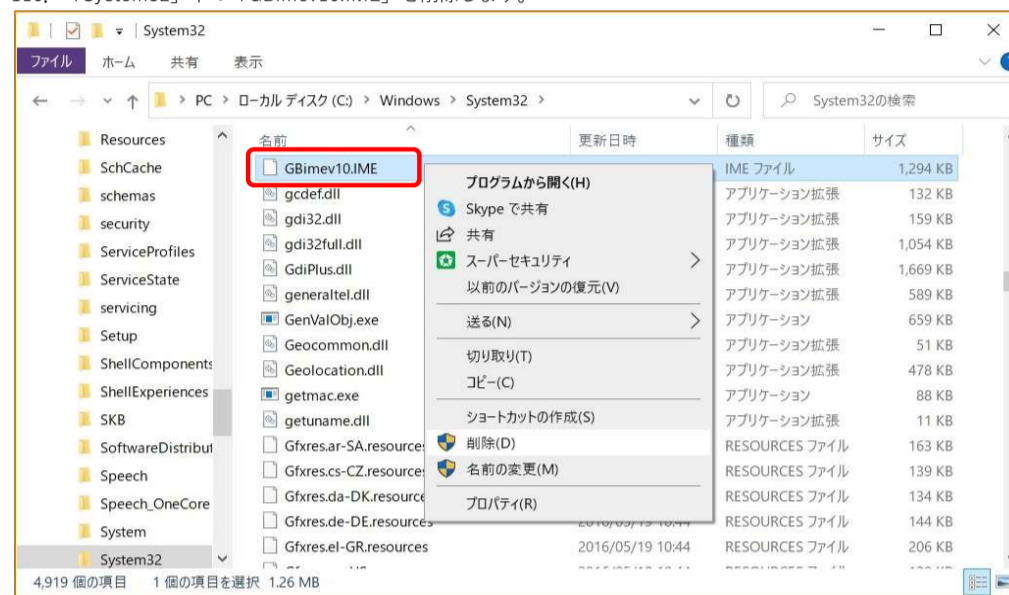 「System32」下の「GBimev10.IME」を削除します。
System32
ファイル ホーム 共有 表示
PC > ローカル ディスク (C:) > Windows > System32 >
System32の検索
名前 更新日時 種類 サイズ
Resources
SchCache
schemas
security
ServiceProfiles
ServiceState
servicing
Setup
ShellComponents
ShellExperiences
SKB
SoftwareDistribut
Speech
Speech_OneCore
System
System32
GBimev10.IME IME ファイル 1,294 KB
gcdef.dll アプリケーション拡張 132 KB
gdi32.dll アプリケーション拡張 159 KB
gdi32full.dll アプリケーション拡張 1,054 KB
GdiPlus.dll アプリケーション拡張 1,669 KB
generaltel.dll アプリケーション拡張 589 KB
GenValObj.exe アプリケーション 659 KB
Geocommon.dll アプリケーション拡張 51 KB
Geolocation.dll アプリケーション拡張 478 KB
getmac.exe アプリケーション 88 KB
getuname.dll アプリケーション拡張 11 KB
Gfxres.ar-SA.resources RESOURCES ファイル 163 KB
Gfxres.cs-CZ.resources RESOURCES ファイル 139 KB
Gfxres.da-DK.resource RESOURCES ファイル 134 KB
Gfxres.de-DE.resources 2016/05/19 10:44 RESOURCES ファイル 144 KB
Gfxres.el-GR.resources 2016/05/19 10:44 RESOURCES ファイル 206 KB
プログラムから開く(H)
Skype で共有
共有
スーパーセキュリティ
以前のバージョンの復元(V)
送る(N)
切り取り(T)
コピー(C)
ショートカットの作成(S)
削除(D)
名前の変更(M)
プロパティ(R)
4,919 個の項目 1 個の項目を選択 1.26 MB